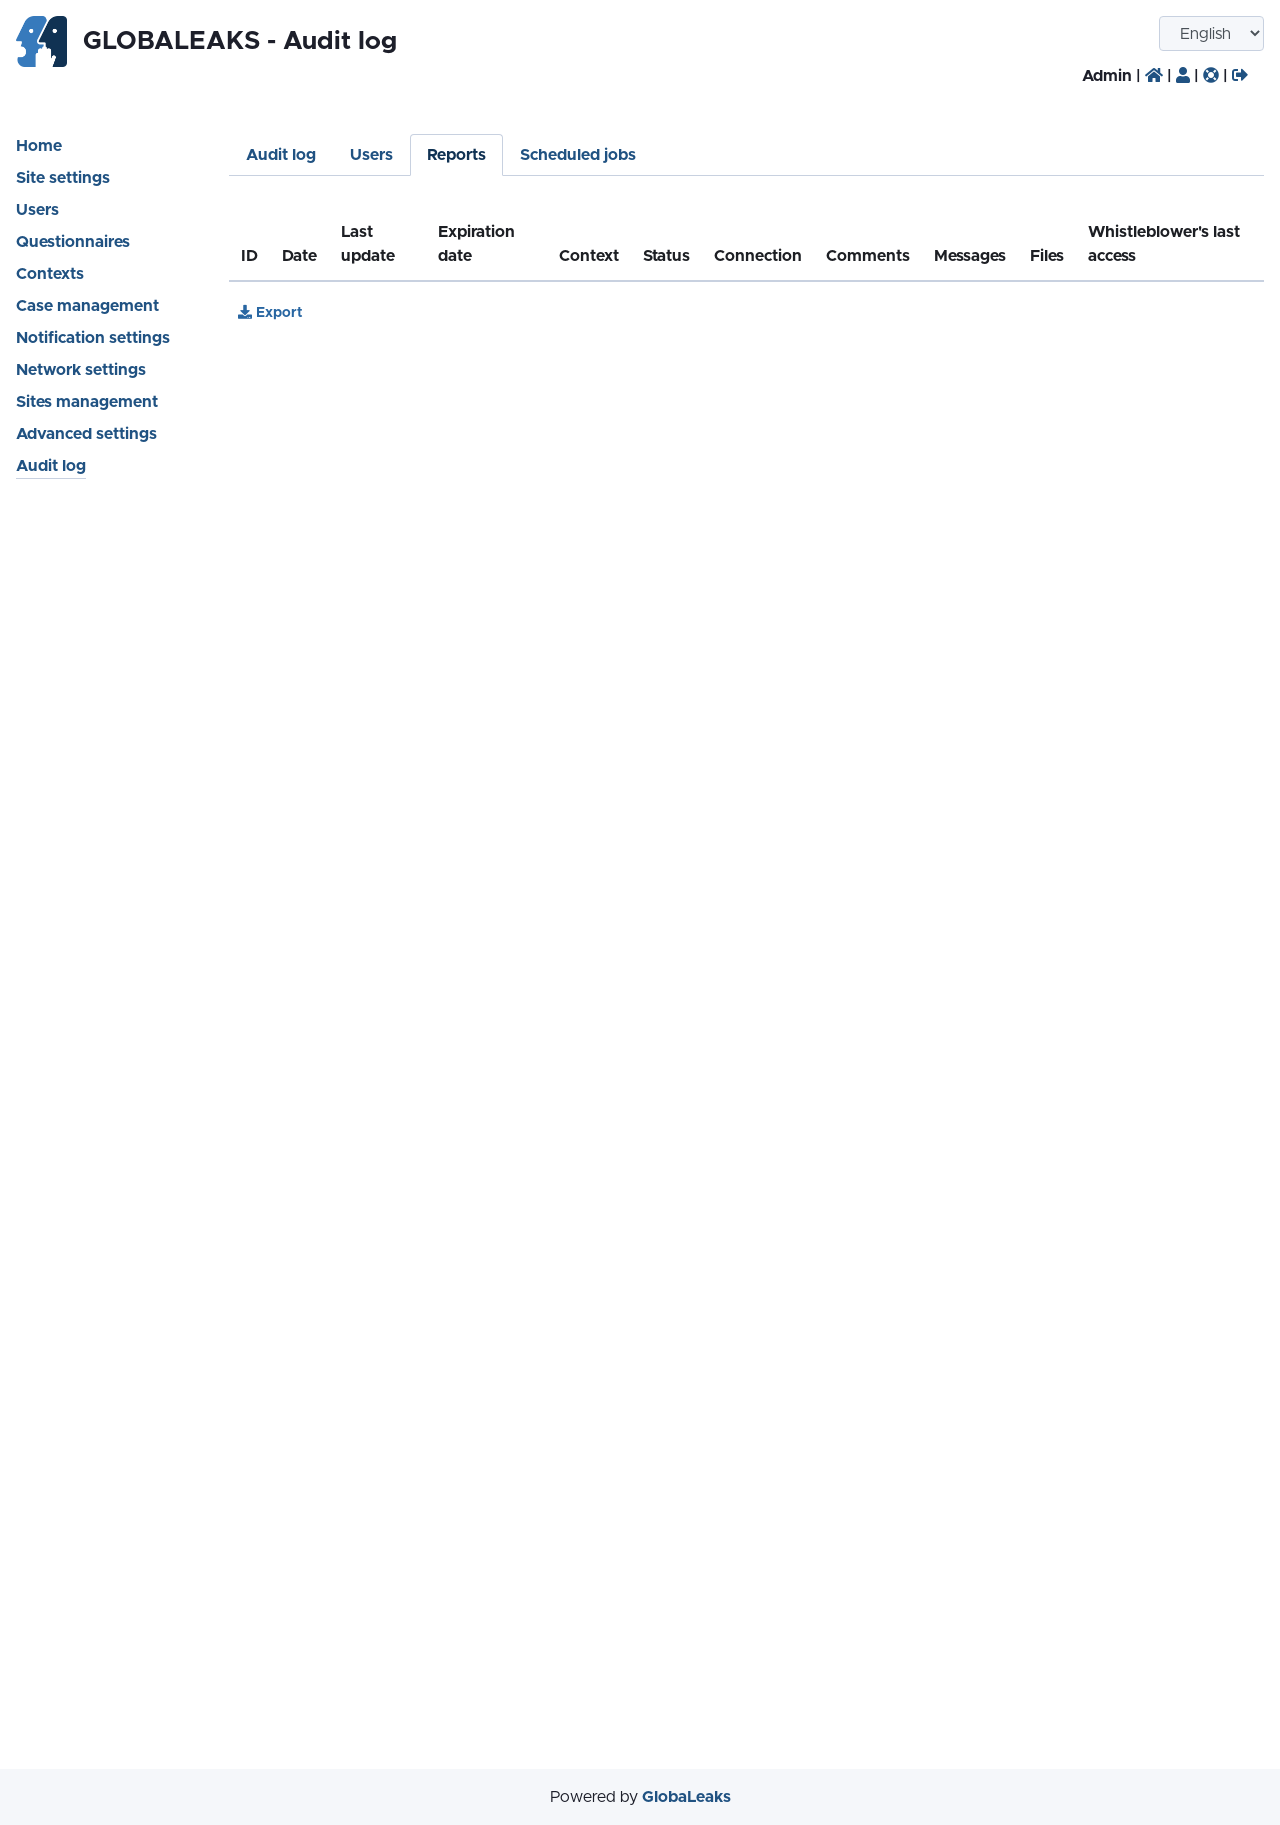 GLOBALEAKS - Audit log
English
Admin | | | |
Home
Site settings
Users
Questionnaires
Contexts
Case management
Notification settings
Network settings
Sites management
Advanced settings
Audit log
Audit log Users Reports Scheduled jobs
ID Date Last update Expiration date Context Status Connection Comments Messages Files Whistleblower's last access
Export
Powered by GlobaLeaks